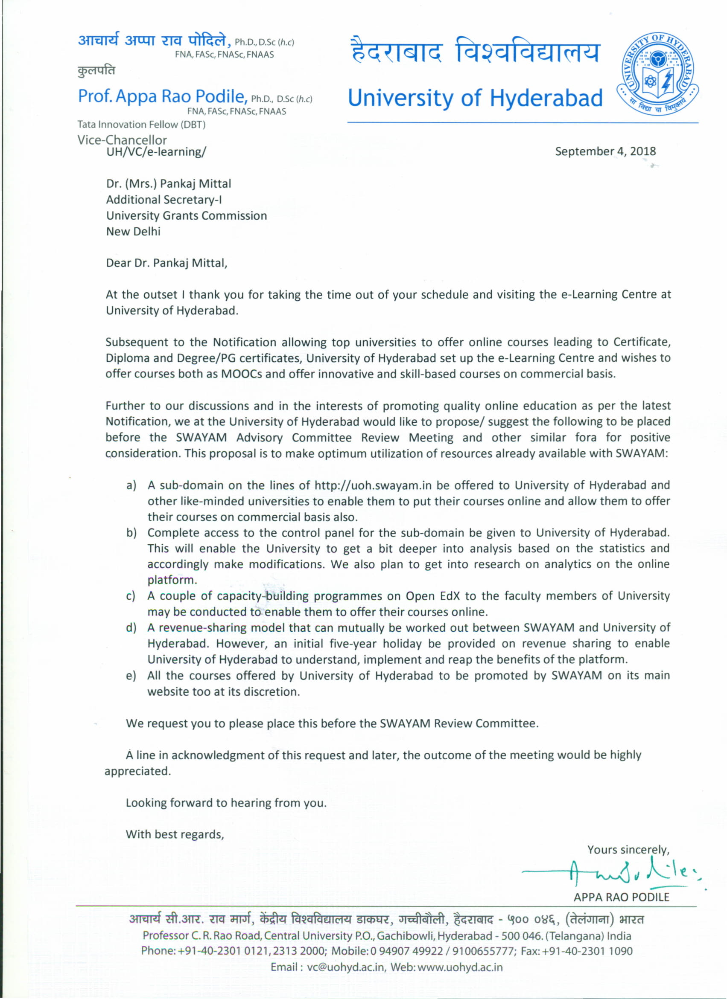 आचार्य अप्पा राव पोदिले, Ph.D., D.Sc (h.c)
FNA, FASc, FNASc, FNAAS
कुलपति
Prof. Appa Rao Podile, Ph.D., D.Sc (h.c)
FNA, FASc, FNASc, FNAAS
Tata Innovation Fellow (DBT)
Vice-Chancellor
हैदराबाद विश्वविद्यालय
University of Hyderabad
UNIVERSITY OF HYDERABAD
सा विद्या या विमुक्तये
UH/VC/e-learning/
September 4, 2018
Dr. (Mrs.) Pankaj Mittal
Additional Secretary-I
University Grants Commission
New Delhi
Dear Dr. Pankaj Mittal,
At the outset I thank you for taking the time out of your schedule and visiting the e-Learning Centre at
University of Hyderabad.
Subsequent to the Notification allowing top universities to offer online courses leading to Certificate,
Diploma and Degree/PG certificates, University of Hyderabad set up the e-Learning Centre and wishes to
offer courses both as MOOCs and offer innovative and skill-based courses on commercial basis.
Further to our discussions and in the interests of promoting quality online education as per the latest
Notification, we at the University of Hyderabad would like to propose/ suggest the following to be placed
before the SWAYAM Advisory Committee Review Meeting and other similar fora for positive
consideration. This proposal is to make optimum utilization of resources already available with SWAYAM:
a) A sub-domain on the lines of http://uoh.swayam.in be offered to University of Hyderabad and
other like-minded universities to enable them to put their courses online and allow them to offer
their courses on commercial basis also.
b) Complete access to the control panel for the sub-domain be given to University of Hyderabad.
This will enable the University to get a bit deeper into analysis based on the statistics and
accordingly make modifications. We also plan to get into research on analytics on the online
platform.
c) A couple of capacity-building programmes on Open EdX to the faculty members of University
may be conducted to enable them to offer their courses online.
d) A revenue-sharing model that can mutually be worked out between SWAYAM and University of
Hyderabad. However, an initial five-year holiday be provided on revenue sharing to enable
University of Hyderabad to understand, implement and reap the benefits of the platform.
e) All the courses offered by University of Hyderabad to be promoted by SWAYAM on its main
website too at its discretion.
We request you to please place this before the SWAYAM Review Committee.
A line in acknowledgment of this request and later, the outcome of the meeting would be highly
appreciated.
Looking forward to hearing from you.
With best regards,
Yours sincerely,
APPA RAO PODILE
आचार्य सी.आर. राव मार्ग, केंद्रीय विश्वविद्यालय डाकघर, गच्चीबौली, हैदराबाद - ५०० ०४६, (तेलंगाना) भारत
Professor C. R. Rao Road, Central University P.O., Gachibowli, Hyderabad - 500 046. (Telangana) India
Phone: +91-40-2301 0121, 2313 2000; Mobile: 0 94907 49922 / 9100655777; Fax: +91-40-2301 1090
Email : vc@uohyd.ac.in, Web: www.uohyd.ac.in